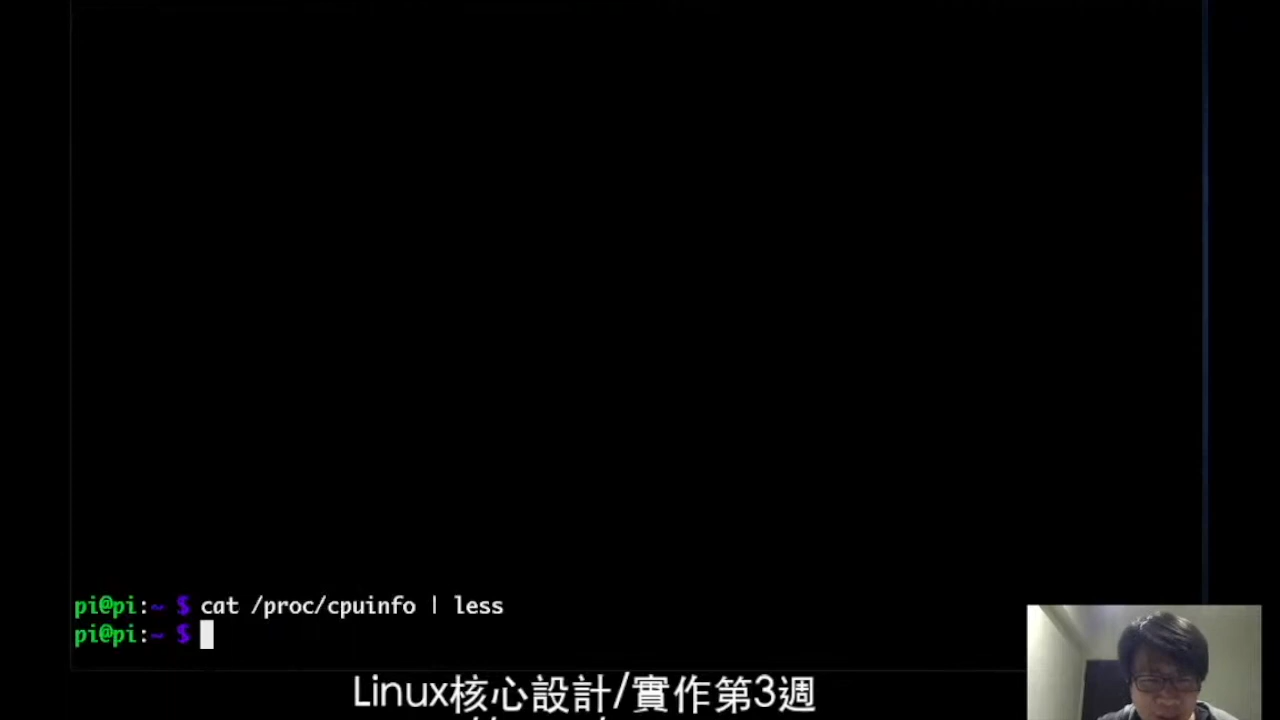 pi@pi:~ $ cat /proc/cpuinfo | less
pi@pi:~ $
Linux核心設計/實作第3週